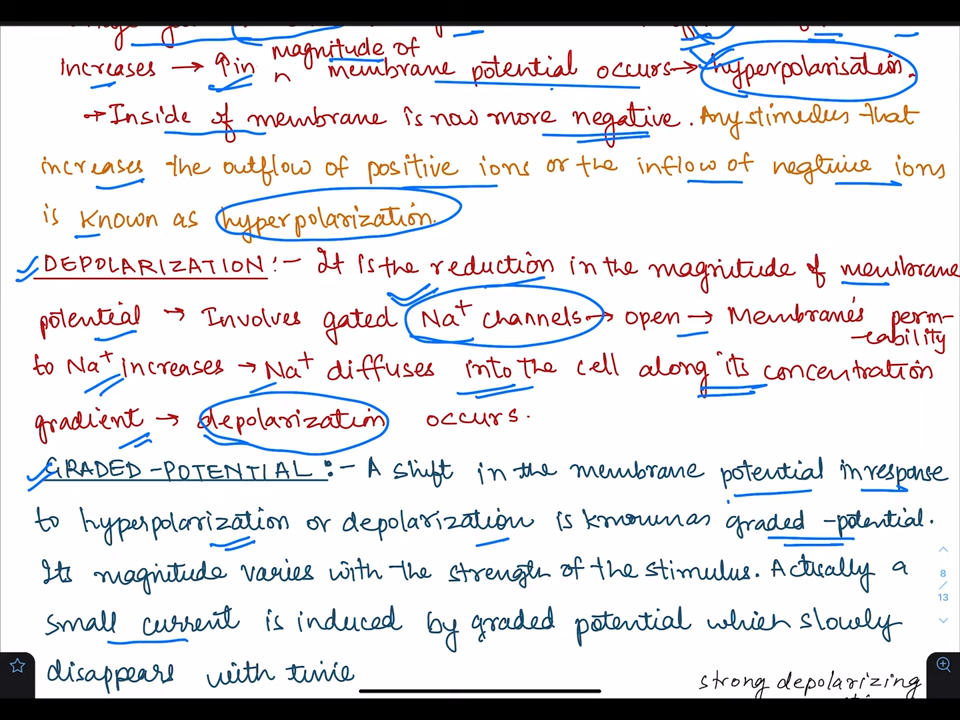 increases → ↑in magnitude of
n membrane potential occurs → hyperpolarisation.
→ Inside of membrane is now more negative. Any stimulus that
increases the outflow of positive ions or the inflow of negtive ions
is known as hyperpolarization.
DEPOLARIZATION :- It is the reduction in the magnitude of membrane
potential → Involves gated Na+ channels → open → Membrane's perm-
-eability
to Na+ increases → Na+ diffuses into the cell along its concentration
gradient → depolarization occurs.
GRADED-POTENTIAL :- A shift in the membrane potential in response
to hyperpolarization or depolarization is known as graded-potential.
Its magnitude varies with the strength of the stimulus. Actually a
small current is induced by graded potential which slowly
disappears with time
strong depolarizing
8
/
13